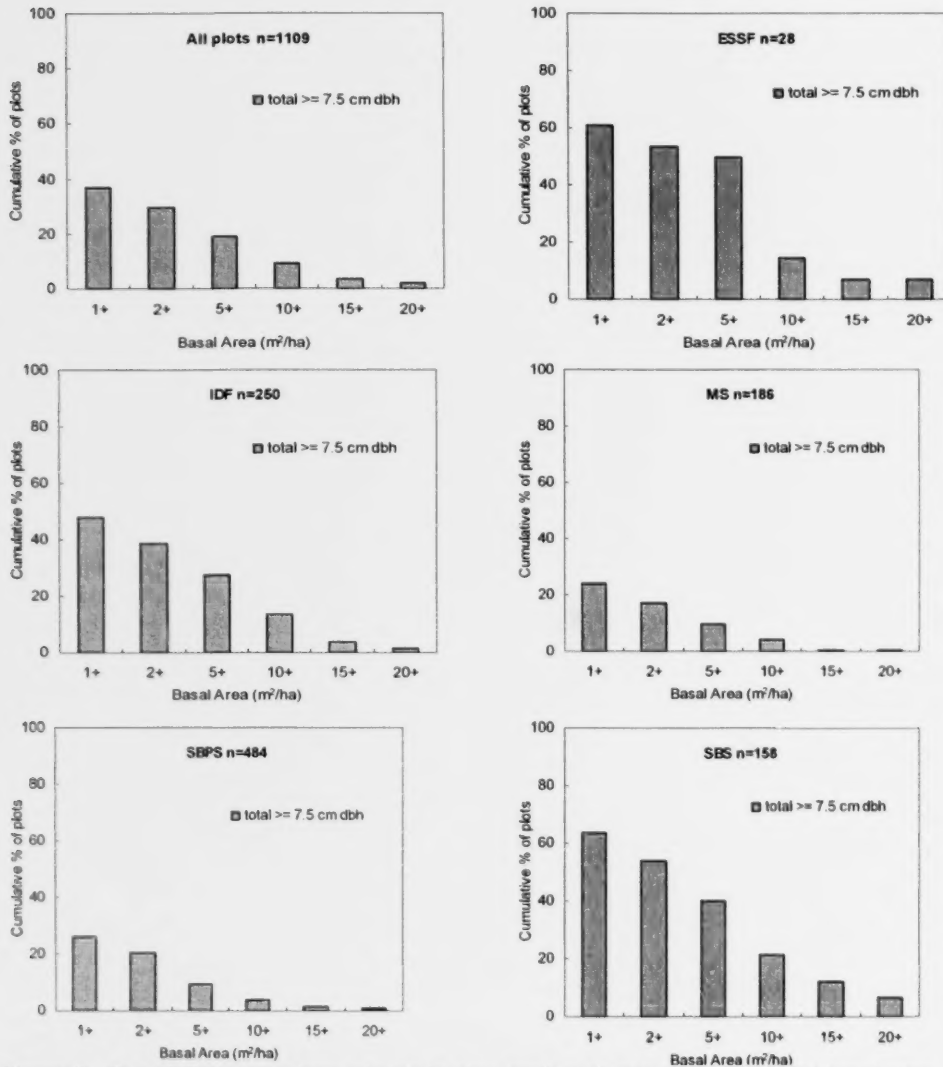 All plots n=1109
total >= 7.5 cm dbh
Cumulative % of plots
100
80
60
40
20
0
1+ 2+ 5+ 10+ 15+ 20+
Basal Area (m²/ha)
ESSF n=28
total >= 7.5 cm dbh
Cumulative % of plots
100
80
60
40
20
0
1+ 2+ 5+ 10+ 15+ 20+
Basal Area (m²/ha)
IDF n=250
total >= 7.5 cm dbh
Cumulative % of plots
100
80
60
40
20
0
1+ 2+ 5+ 10+ 15+ 20+
Basal Area (m²/ha)
MS n=186
total >= 7.5 cm dbh
Cumulative % of plots
100
80
60
40
20
0
1+ 2+ 5+ 10+ 15+ 20+
Basal Area (m²/ha)
SBPS n=484
total >= 7.5 cm dbh
Cumulative % of plots
100
80
60
40
20
0
1+ 2+ 5+ 10+ 15+ 20+
Basal Area (m²/ha)
SBS n=158
total >= 7.5 cm dbh
Cumulative % of plots
100
80
60
40
20
0
1+ 2+ 5+ 10+ 15+ 20+
Basal Area (m²/ha)